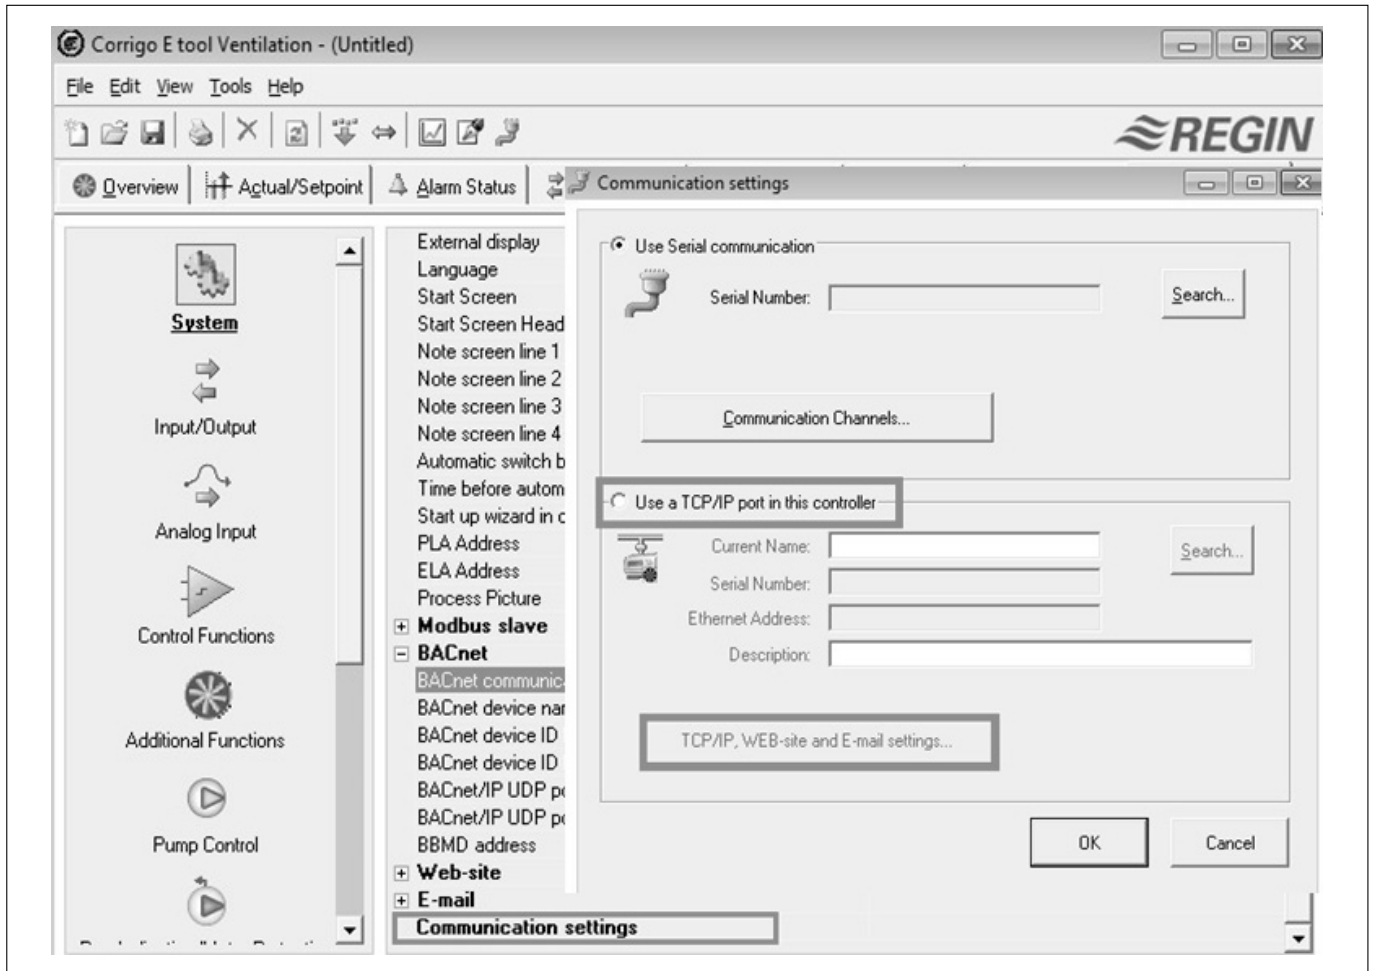 Corrigo E tool Ventilation - (Untitled)
File Edit View Tools Help
REGIN
Overview Actual/Setpoint Alarm Status
Communication settings
System
Input/Output
Analog Input
Control Functions
Additional Functions
Pump Control
External display
Language
Start Screen
Start Screen Head
Note screen line 1
Note screen line 2
Note screen line 3
Note screen line 4
Automatic switch b
Time before autom
Start up wizard in c
PLA Address
ELA Address
Process Picture
Modbus slave
BACnet
BACnet communic
BACnet device nam
BACnet device ID
BACnet device ID
BACnet/IP UDP po
BACnet/IP UDP po
BBMD address
Web-site
E-mail
Communication settings
Use Serial communication
Serial Number: Search...
Communication Channels...
Use a TCP/IP port in this controller
Current Name: Search...
Serial Number:
Ethernet Address:
Description:
TCP/IP, WEB-site and E-mail settings...
OK Cancel